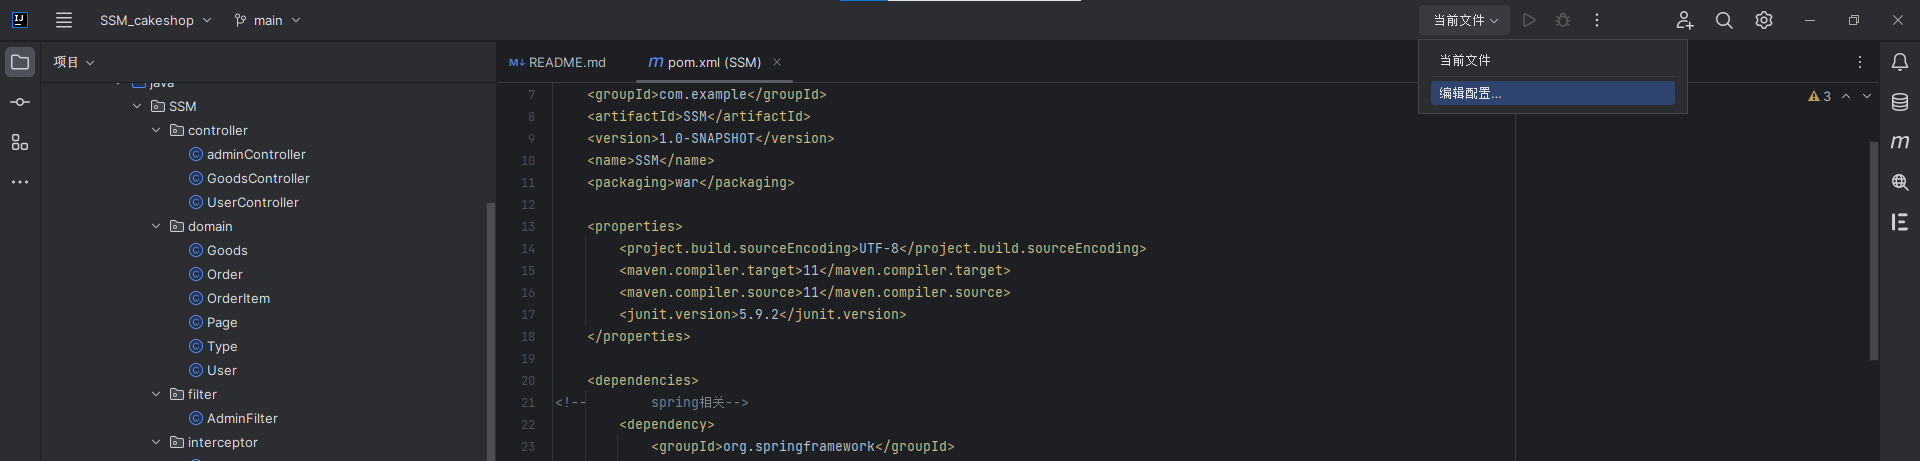 SSM_cakeshop
main
当前文件
项目
README.md
pom.xml (SSM)
当前文件
编辑配置...
java
SSM
controller
adminController
GoodsController
UserController
domain
Goods
Order
OrderItem
Page
Type
User
filter
AdminFilter
interceptor
7 <groupId>com.example</groupId>
8 <artifactId>SSM</artifactId>
9 <version>1.0-SNAPSHOT</version>
10 <name>SSM</name>
11 <packaging>war</packaging>
12
13 <properties>
14 <project.build.sourceEncoding>UTF-8</project.build.sourceEncoding>
15 <maven.compiler.target>11</maven.compiler.target>
16 <maven.compiler.source>11</maven.compiler.source>
17 <junit.version>5.9.2</junit.version>
18 </properties>
19
20 <dependencies>
21 <!-- spring相关-->
22 <dependency>
23 <groupId>org.springframework</groupId>
3